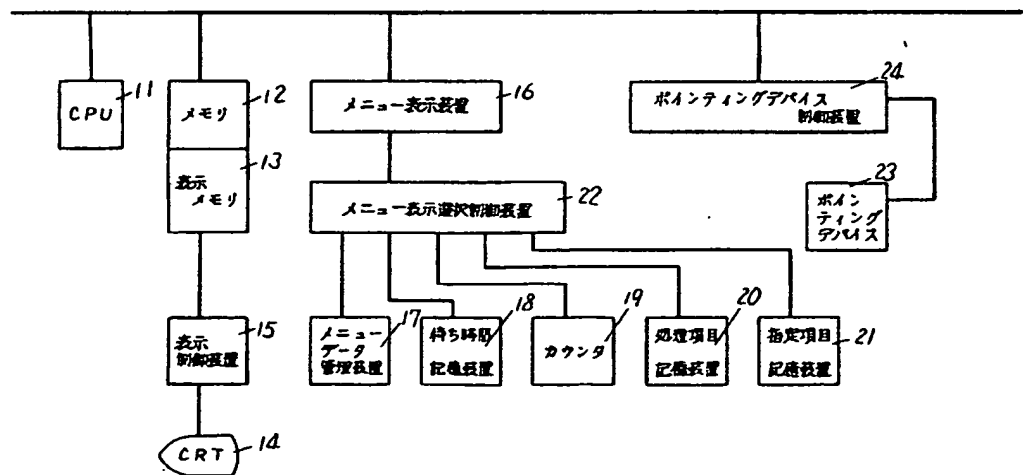 CPU
11
メモリ
12
表示
メモリ
13
表示
制御装置
15
CRT
14
メニュー表示装置
16
メニュー表示選択制御装置
22
メニュー
データ
管理装置
17
待ち時間
記憶装置
18
カウンタ
19
処理項目
記憶装置
20
指定項目
記憶装置
21
ポインティングデバイス
制御装置
24
ポイン
ティング
デバイス
23